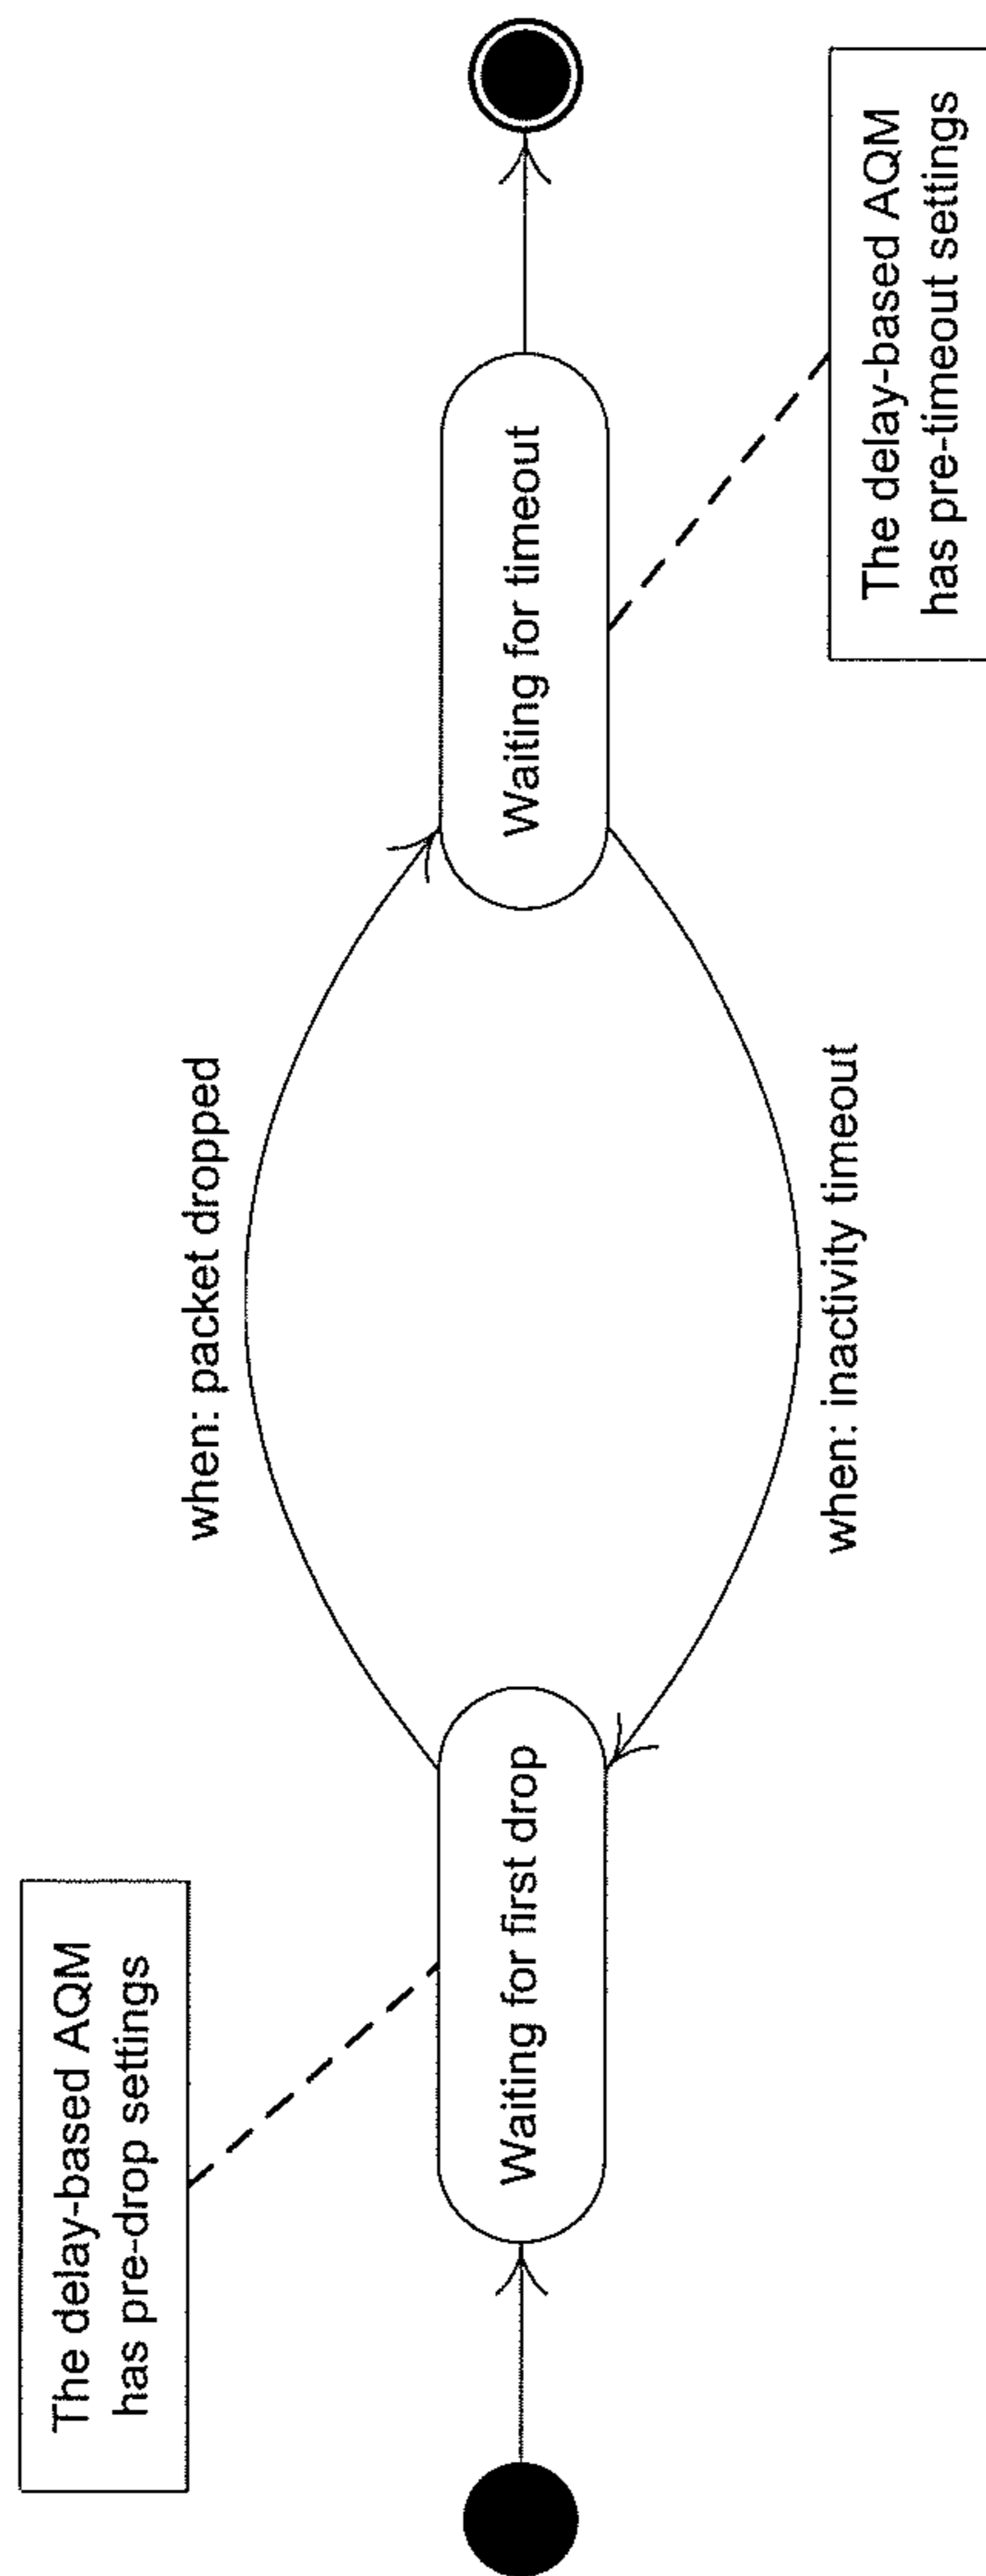 The delay-based AQM
has pre-drop settings
Waiting for first drop
when: packet dropped
when: inactivity timeout
Waiting for timeout
The delay-based AQM
has pre-timeout settings